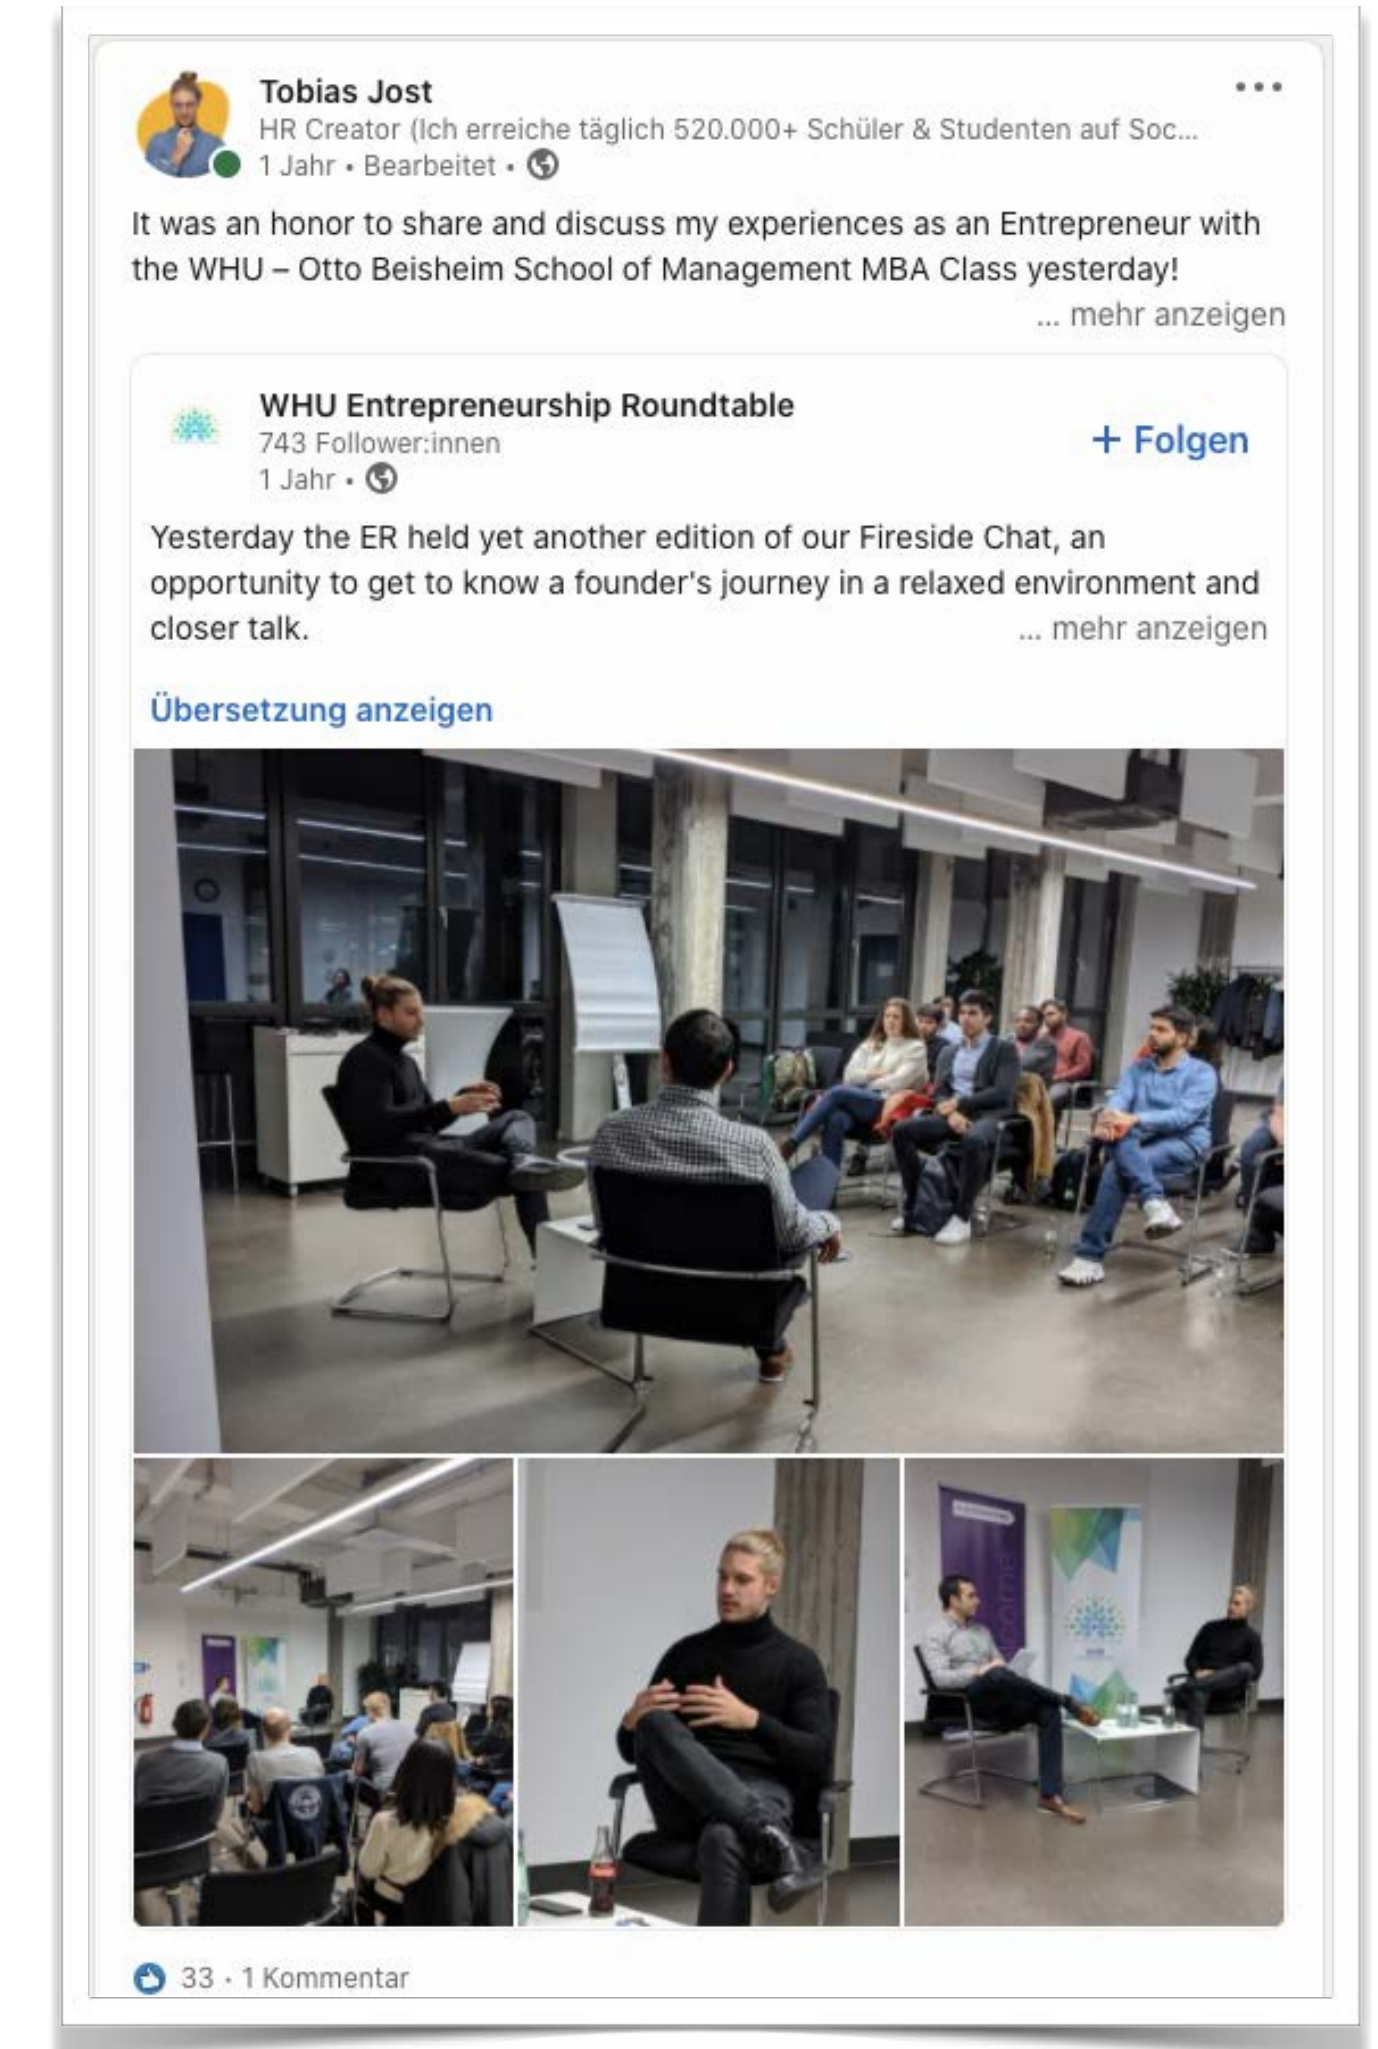 Tobias Jost
HR Creator (Ich erreiche täglich 520.000+ Schüler & Studenten auf Soc...
1 Jahr • Bearbeitet •
It was an honor to share and discuss my experiences as an Entrepreneur with
the WHU – Otto Beisheim School of Management MBA Class yesterday!
... mehr anzeigen
WHU Entrepreneurship Roundtable
743 Follower:innen
+ Folgen
1 Jahr •
Yesterday the ER held yet another edition of our Fireside Chat, an
opportunity to get to know a founder's journey in a relaxed environment and
closer talk.
... mehr anzeigen
Übersetzung anzeigen
33 · 1 Kommentar